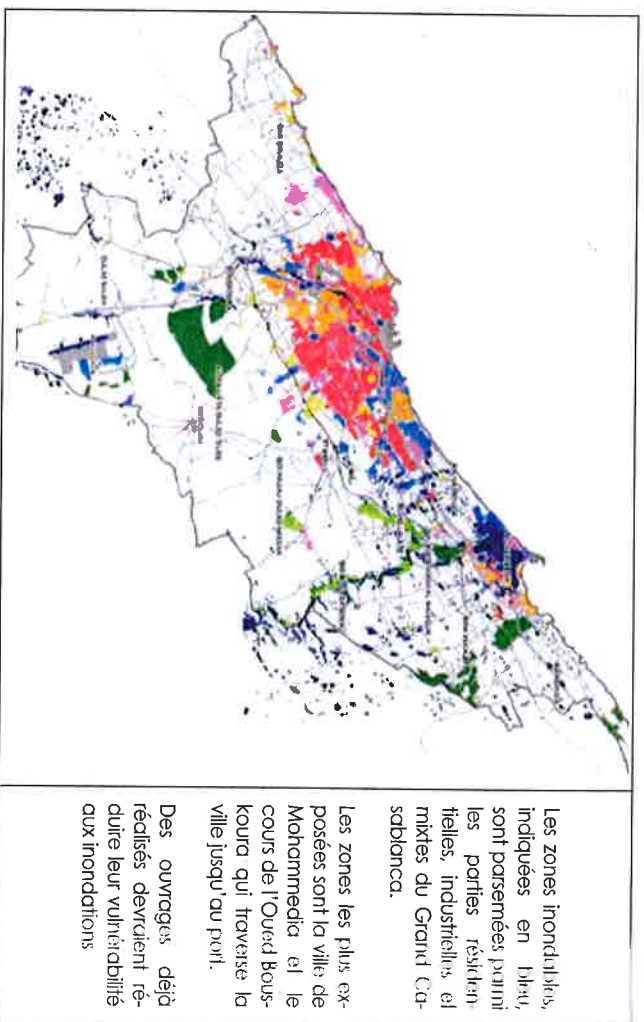 Les zones inondables,
indiquées en bleu,
sont parsemées parmi
les parties résiden-
tielles, industrielles et
mixtes du Grand Ca-
sablanca.
Les zones les plus ex-
posées sont la ville de
Mohammedia et le
cours de l'Oued Bous-
koura qui traverse la
ville jusqu'au port.
Des ouvrages déjà
réalisés devraient ré-
duire leur vulnérabilité
aux inondations